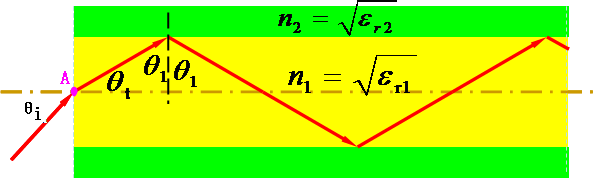 n₂ = √εᵣ₂
A θ₁ θ₁ n₁ = √εᵣ₁
θₜ
θᵢ